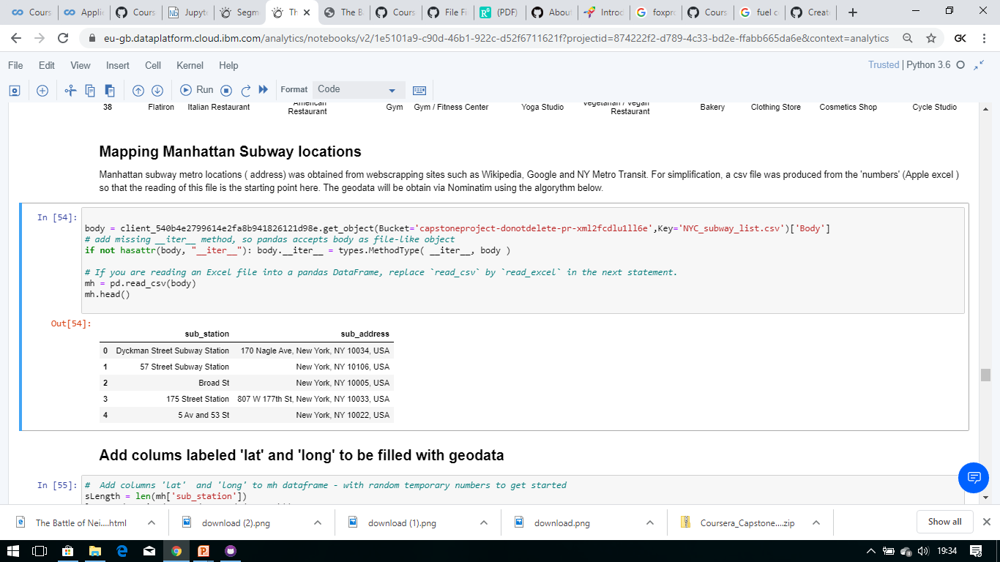 Cours
Applie
Cours
Jupyte
Segm
Th
The B
Cours
File Fi
(PDF)
About
Introd
foxpro
Cours
fuel c
Create
eu-gb.dataplatform.cloud.ibm.com/analytics/notebooks/v2/1e5101a9-c90d-46b1-922c-d52f6711621f?projectid=874222f2-d789-4c33-bd2e-ffabb665da6e&context=analytics
GK
File Edit View Insert Cell Kernel Help
Trusted | Python 3.6
Run
Format
Code
38 Flatiron Italian Restaurant American Restaurant Gym Gym / Fitness Center Yoga Studio Vegetarian / Vegan Restaurant Bakery Clothing Store Cosmetics Shop Cycle Studio
Mapping Manhattan Subway locations
Manhattan subway metro locations ( address) was obtained from webscrapping sites such as Wikipedia, Google and NY Metro Transit. For simplification, a csv file was produced from the 'numbers' (Apple excel )
so that the reading of this file is the starting point here. The geodata will be obtain via Nominatim using the algorythm below.
In [54]:
body = client_540b4e2799614e2fa8b941826121d98e.get_object(Bucket='capstoneproject-donotdelete-pr-xml2fcdlu1ll6e',Key='NYC_subway_list.csv')['Body']
# add missing __iter__ method, so pandas accepts body as file-like object
if not hasattr(body, "__iter__"): body.__iter__ = types.MethodType( __iter__, body )
# If you are reading an Excel file into a pandas DataFrame, replace `read_csv` by `read_excel` in the next statement.
mh = pd.read_csv(body)
mh.head()
Out[54]:
sub_station sub_address
0 Dyckman Street Subway Station 170 Nagle Ave, New York, NY 10034, USA
1 57 Street Subway Station New York, NY 10106, USA
2 Broad St New York, NY 10005, USA
3 175 Street Station 807 W 177th St, New York, NY 10033, USA
4 5 Av and 53 St New York, NY 10022, USA
Add colums labeled 'lat' and 'long' to be filled with geodata
In [55]:
# Add columns 'lat' and 'long' to mh dataframe - with random temporary numbers to get started
sLength = len(mh['sub_station'])
The Battle of Nei....html
download (2).png
download (1).png
download.png
Coursera_Capstone....zip
Show all
19:34